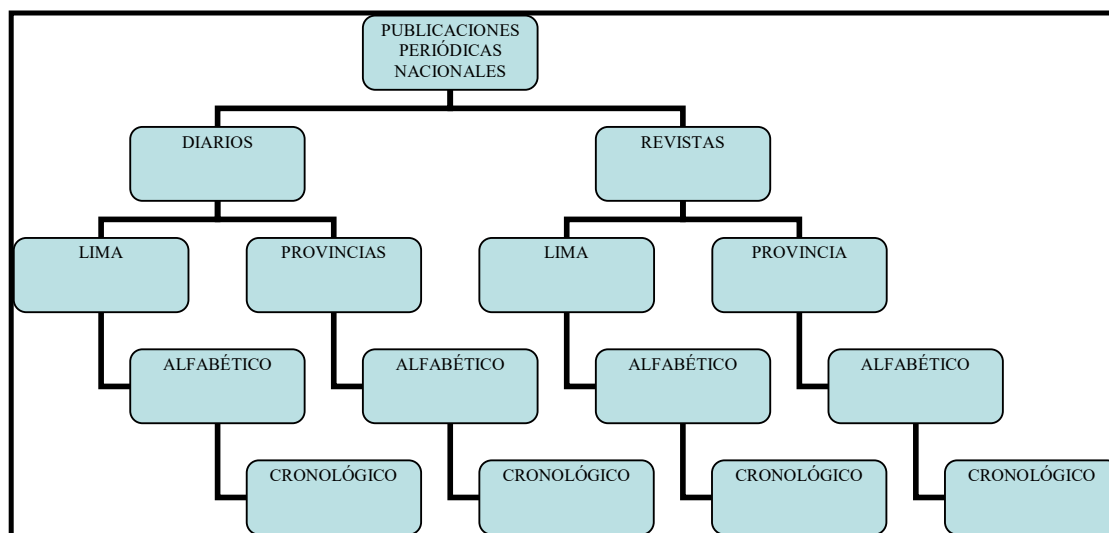 PUBLICACIONES
PERIÓDICAS
NACIONALES
DIARIOS
REVISTAS
LIMA
PROVINCIAS
LIMA
PROVINCIA
ALFABÉTICO
ALFABÉTICO
ALFABÉTICO
ALFABÉTICO
CRONOLÓGICO
CRONOLÓGICO
CRONOLÓGICO
CRONOLÓGICO